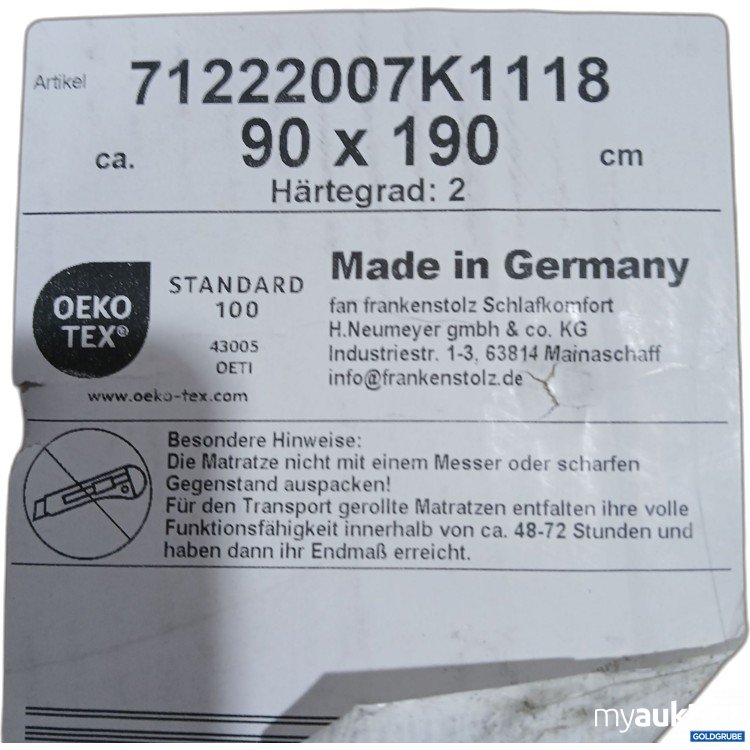 Artikel 71222007K1118
ca. 90 x 190 cm
Härtegrad: 2
OEKO
TEX®
STANDARD
100
43005
OETI
www.oeko-tex.com
Made in Germany
fan frankenstolz Schlafkomfort
H.Neumeyer gmbh & co. KG
Industriestr. 1-3, 63814 Mainaschaff
info@frankenstolz.de
Besondere Hinweise:
Die Matratze nicht mit einem Messer oder scharfen
Gegenstand auspacken!
Für den Transport gerollte Matratzen entfalten ihre volle
Funktionsfähigkeit innerhalb von ca. 48-72 Stunden und
haben dann ihr Endmaß erreicht.
GOLDGRUBE